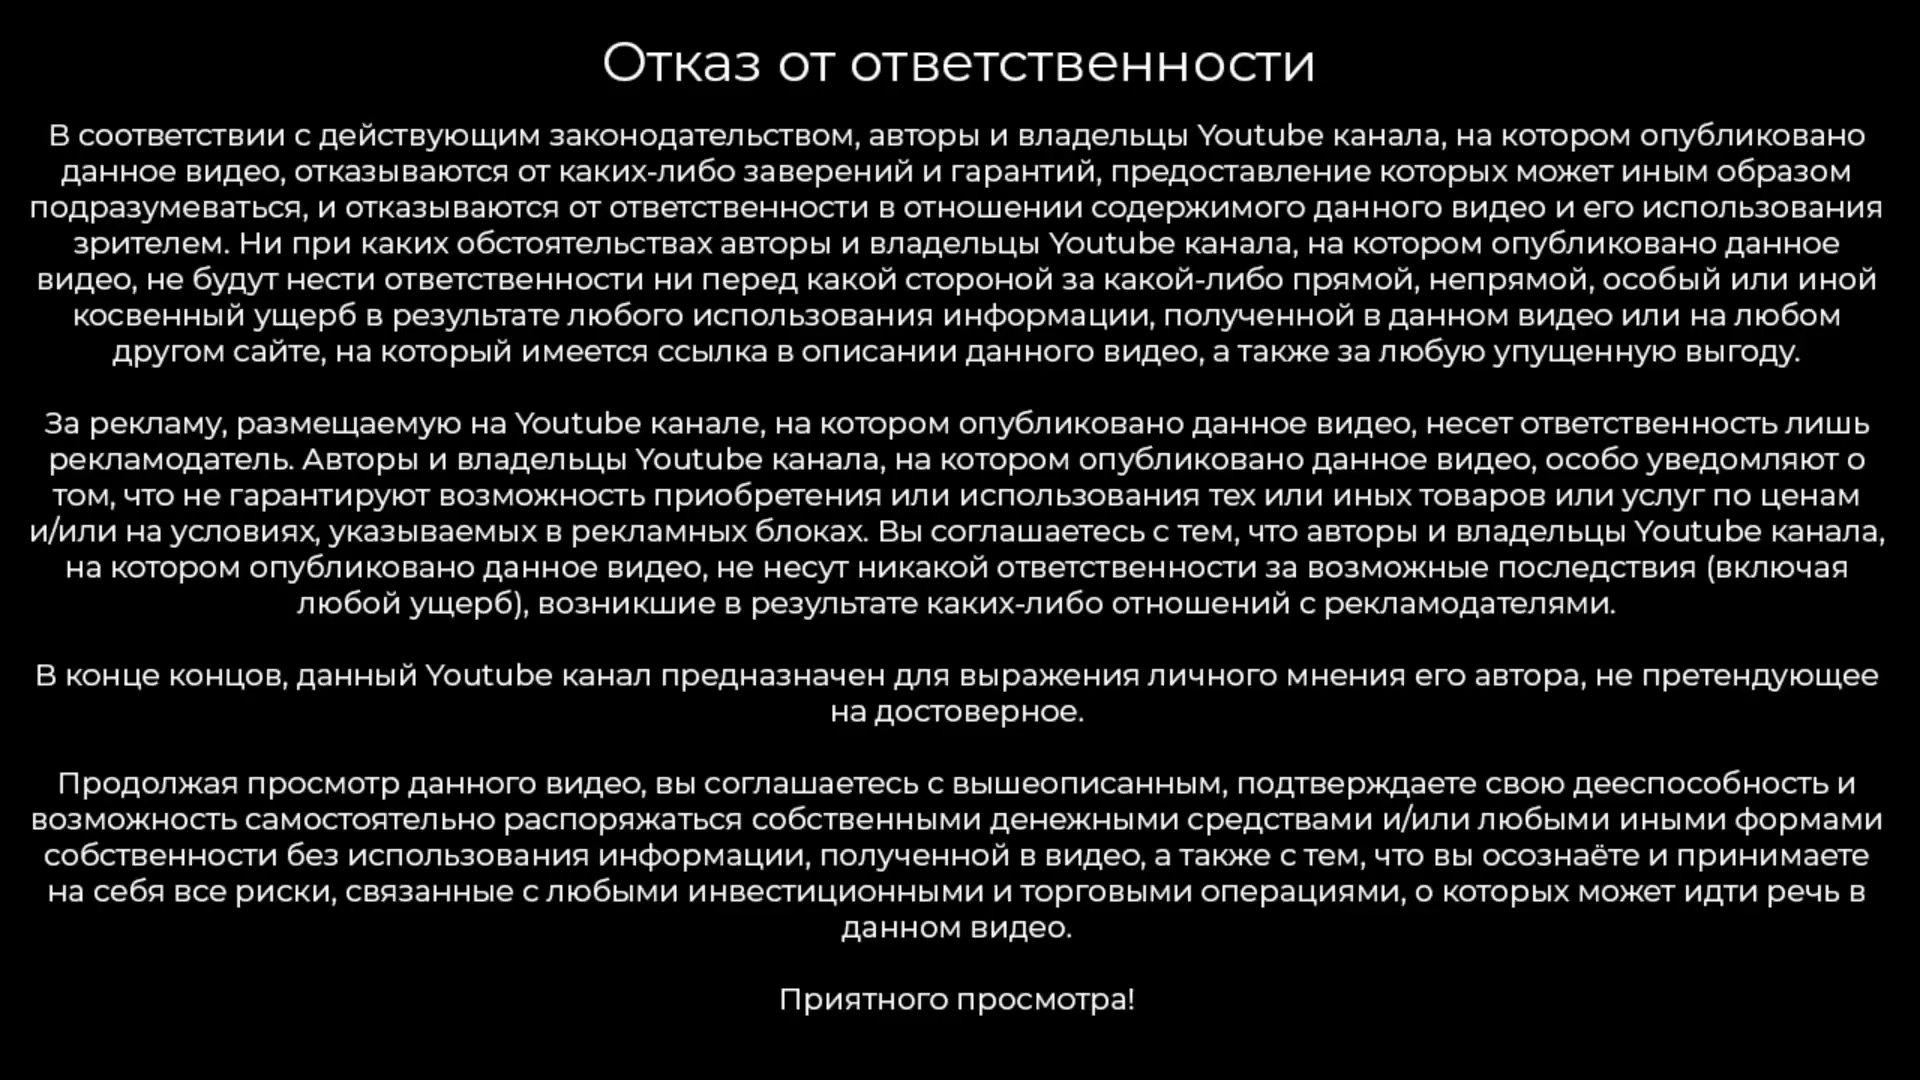 Отказ от ответственности
В соответствии с действующим законодательством, авторы и владельцы Youtube канала, на котором опубликовано
данное видео, отказываются от каких-либо заверений и гарантий, предоставление которых может иным образом
подразумеваться, и отказываются от ответственности в отношении содержимого данного видео и его использования
зрителем. Ни при каких обстоятельствах авторы и владельцы Youtube канала, на котором опубликовано данное
видео, не будут нести ответственности ни перед какой стороной за какой-либо прямой, непрямой, особый или иной
косвенный ущерб в результате любого использования информации, полученной в данном видео или на любом
другом сайте, на который имеется ссылка в описании данного видео, а также за любую упущенную выгоду.
За рекламу, размещаемую на Youtube канале, на котором опубликовано данное видео, несет ответственность лишь
рекламодатель. Авторы и владельцы Youtube канала, на котором опубликовано данное видео, особо уведомляют о
том, что не гарантируют возможность приобретения или использования тех или иных товаров или услуг по ценам
и/или на условиях, указываемых в рекламных блоках. Вы соглашаетесь с тем, что авторы и владельцы Youtube канала,
на котором опубликовано данное видео, не несут никакой ответственности за возможные последствия (включая
любой ущерб), возникшие в результате каких-либо отношений с рекламодателями.
В конце концов, данный Youtube канал предназначен для выражения личного мнения его автора, не претендующее
на достоверное.
Продолжая просмотр данного видео, вы соглашаетесь с вышеописанным, подтверждаете свою дееспособность и
возможность самостоятельно распоряжаться собственными денежными средствами и/или любыми иными формами
собственности без использования информации, полученной в видео, а также с тем, что вы осознаёте и принимаете
на себя все риски, связанные с любыми инвестиционными и торговыми операциями, о которых может идти речь в
данном видео.
Приятного просмотра!